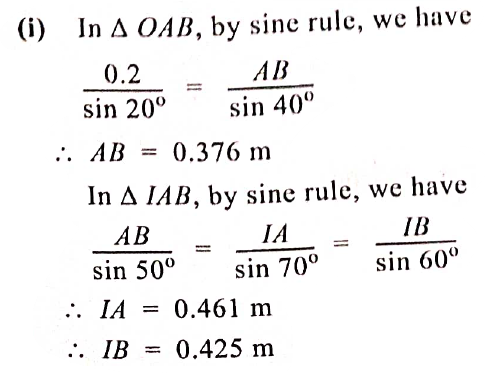 (i) In Δ OAB, by sine rule, we have
0.2 / sin 20° = AB / sin 40°
∴ AB = 0.376 m
In Δ IAB, by sine rule, we have
AB / sin 50° = IA / sin 70° = IB / sin 60°
∴ IA = 0.461 m
∴ IB = 0.425 m